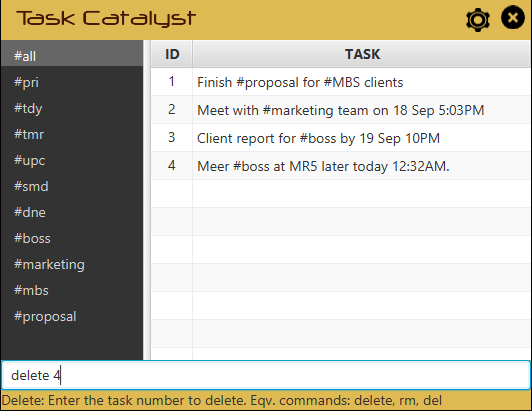 Task Catalyst
#all
#pri
#tdy
#tmr
#upc
#smd
#dne
#boss
#marketing
#mbs
#proposal
ID TASK
1 Finish #proposal for #MBS clients
2 Meet with #marketing team on 18 Sep 5:03PM
3 Client report for #boss by 19 Sep 10PM
4 Meer #boss at MR5 later today 12:32AM.
delete 4
Delete: Enter the task number to delete. Eqv. commands: delete, rm, del